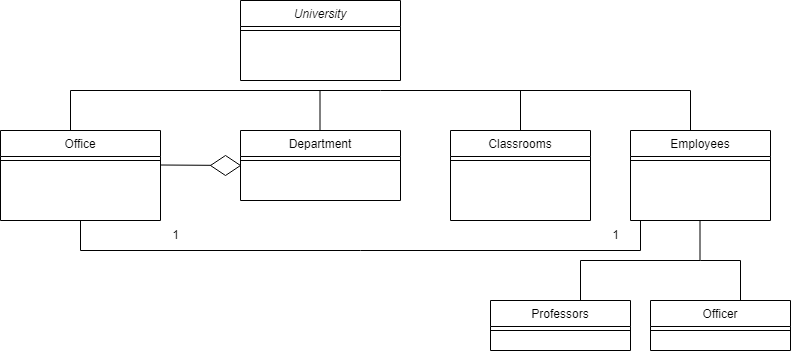 University
Office
Department
Classrooms
Employees
1
1
Professors
Officer